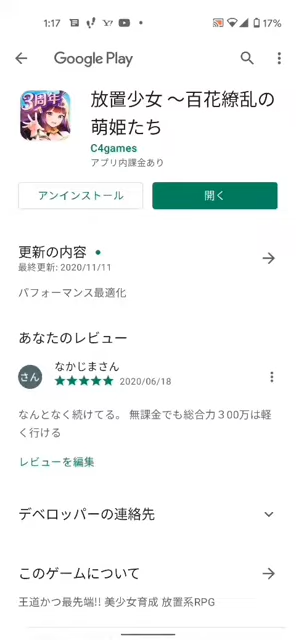 1:17
17%
Google Play
3周年
放置少女 〜百花繚乱の
萌姫たち
C4games
アプリ内課金あり
アンインストール
開く
更新の内容
最終更新: 2020/11/11
パフォーマンス最適化
あなたのレビュー
さん
なかじまさん
★★★★★ 2020/06/18
なんとなく続けてる。 無課金でも総合力３00万は軽
く行ける
レビューを編集
デベロッパーの連絡先
このゲームについて
王道かつ最先端!! 美少女育成 放置系RPG